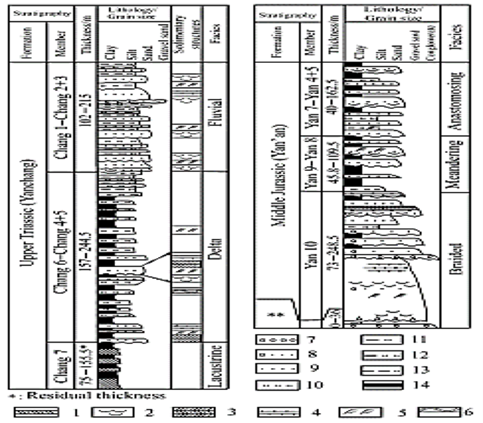 Stratigraphy
Lithology/
Grain size
Formation
Member
Thickness/m
Clay
Silt
Sand
Gravel sand
Sedimentary
structures
Facies
Upper Triassic (Yanchang)
Chang 1–Chang 2+3
102–215
Fluvial
Chang 6–Chang 4+5
157–244.5
Delta
Chang 7
75–155.5*
Lacustrine
*: Residual thickness
Stratigraphy
Lithology/
Grain size
Formation
Member
Thickness/m
Clay
Silt
Sand
Gravel sand
Conglomerate
Facies
Middle Jurassic (Yan'an)
Yan 7–Yan 4+5
40–162.5
Anastomosing
Yan 9–Yan 8
45.8–109.5
Meandering
Yan 10
73–248.5
Braided
**
7
8
9
10
11
12
13
14
1
2
3
4
5
6